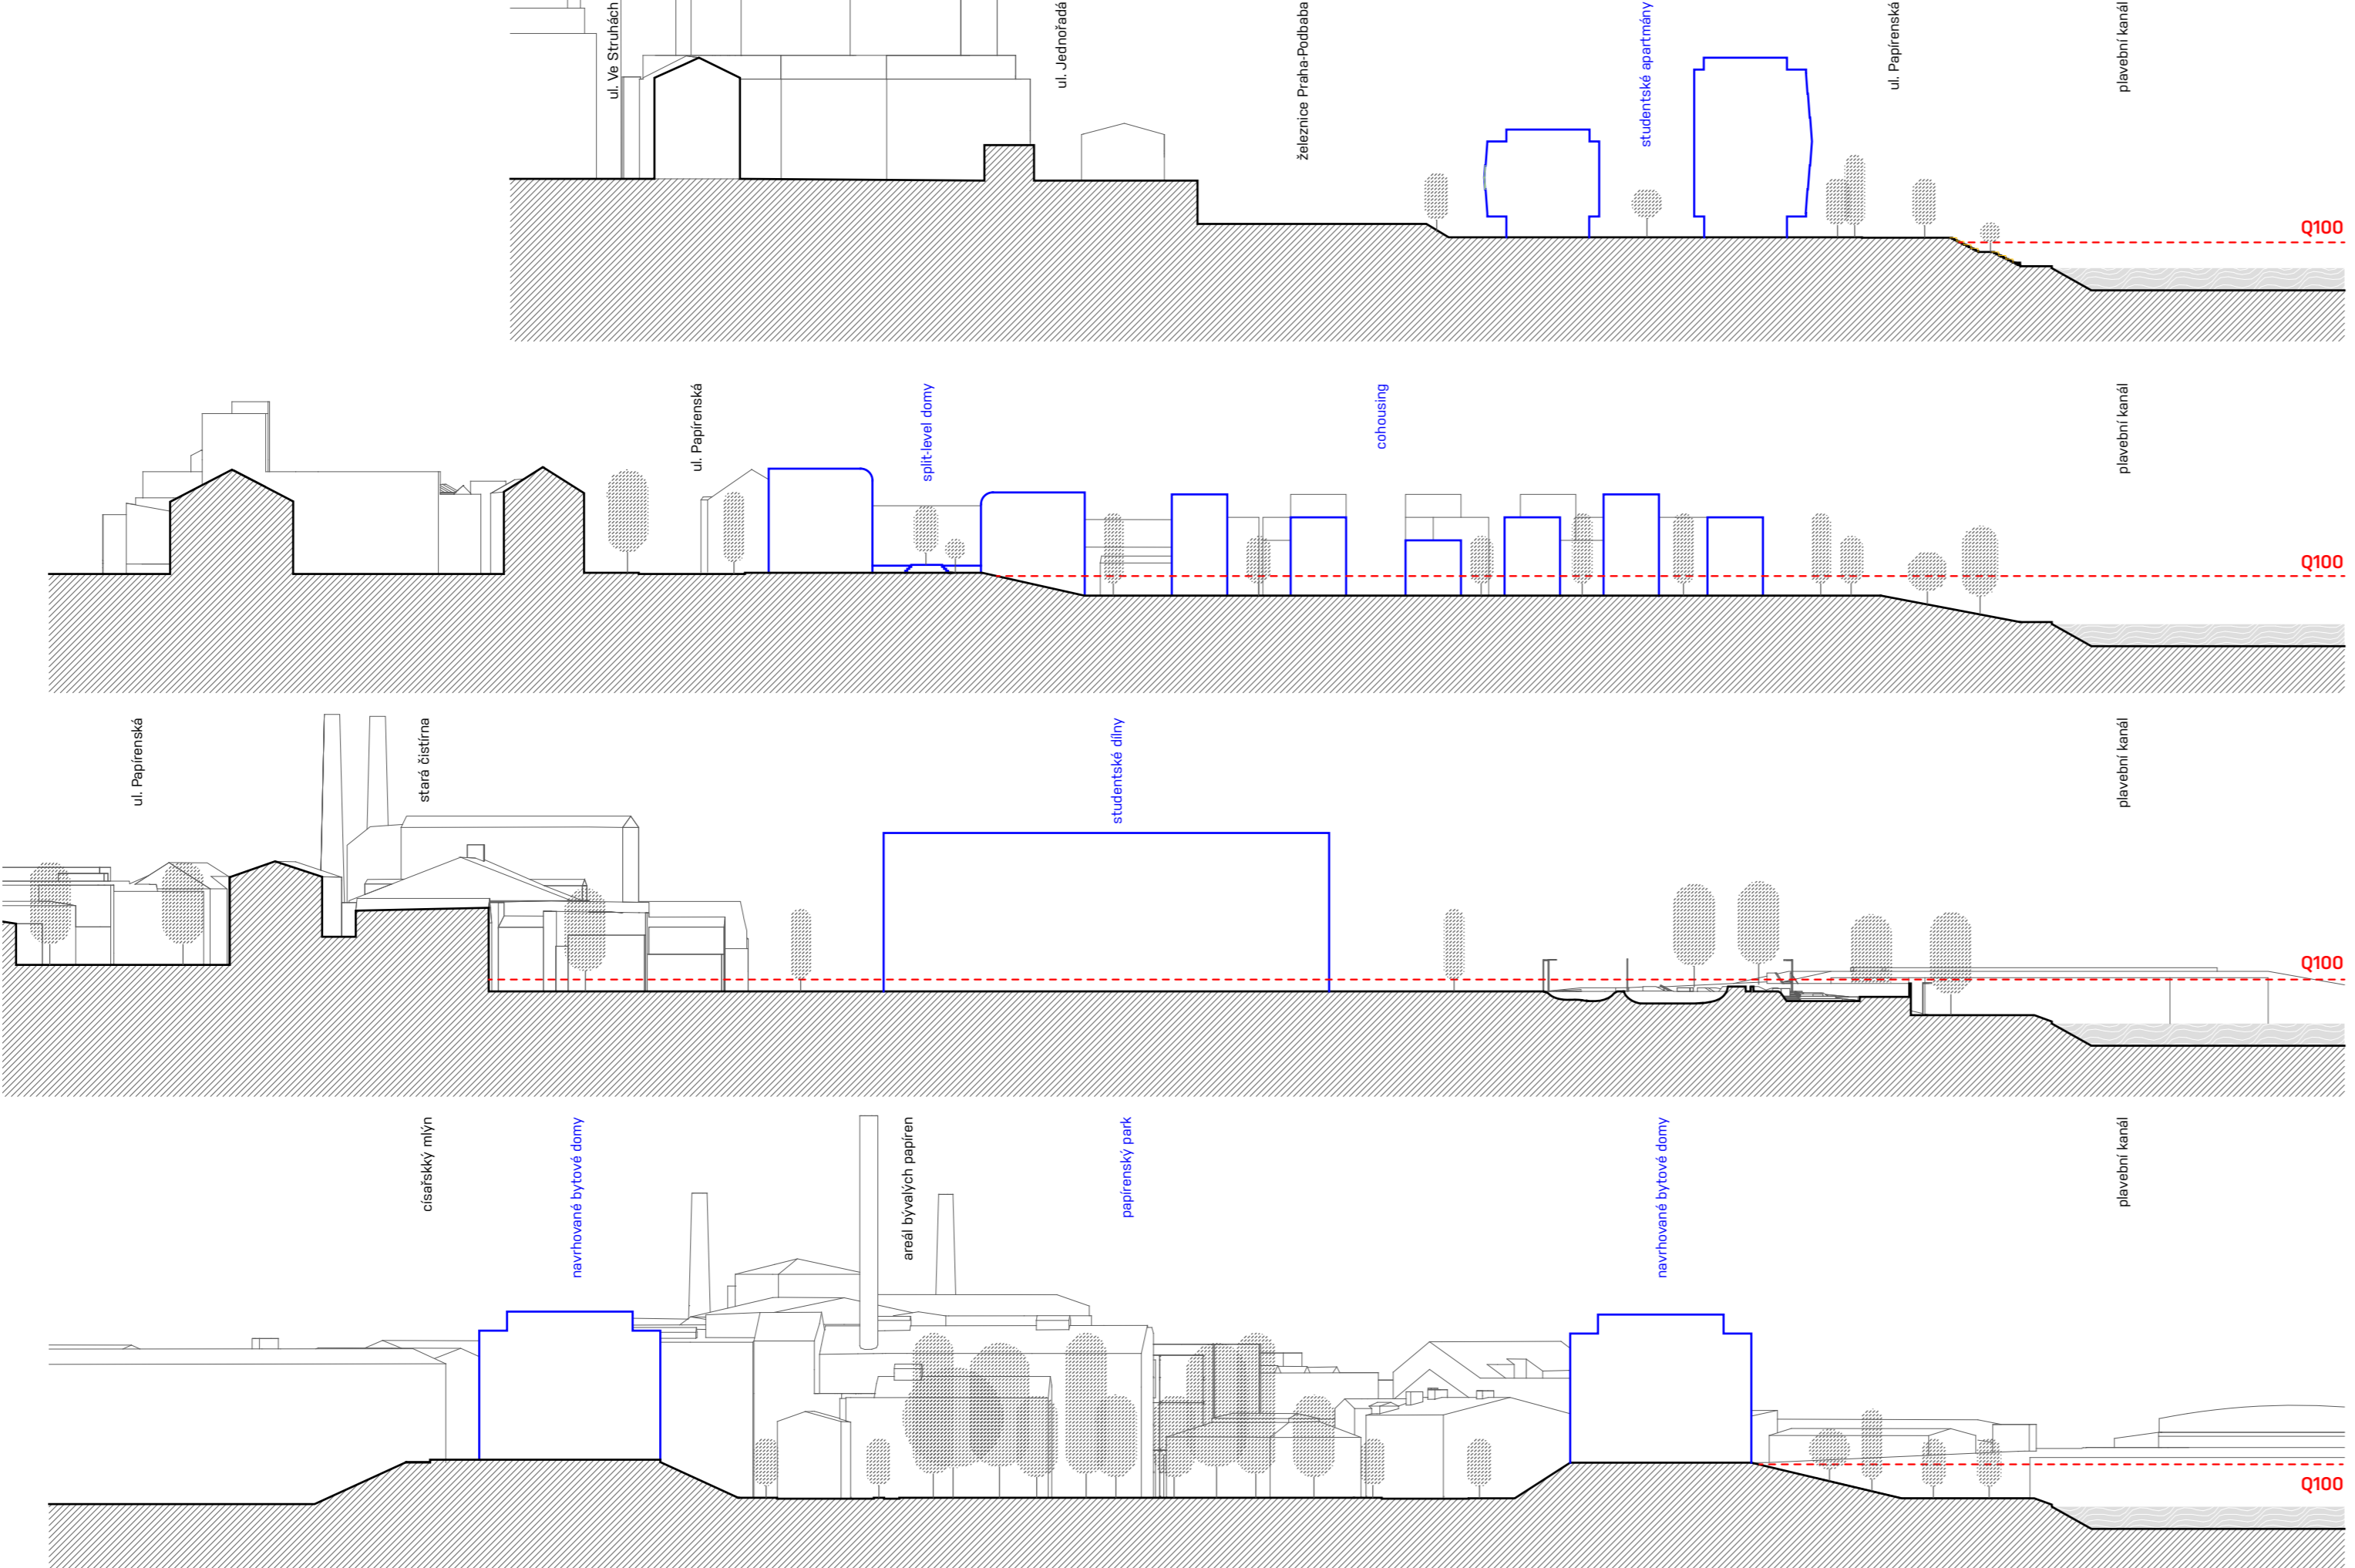 ul. Ve Struhách
ul. Jednořadá
železnice Praha-Podbaba
studentské apartmány
ul. Papírenská
plavební kanál
Q100
ul. Papírenská
split-level domy
cohousing
plavební kanál
Q100
ul. Papírenská
stará čistírna
studentské dílny
plavební kanál
Q100
císařskký mlýn
navrhované bytové domy
areál bývalých papíren
papírenský park
navrhované bytové domy
plavební kanál
Q100